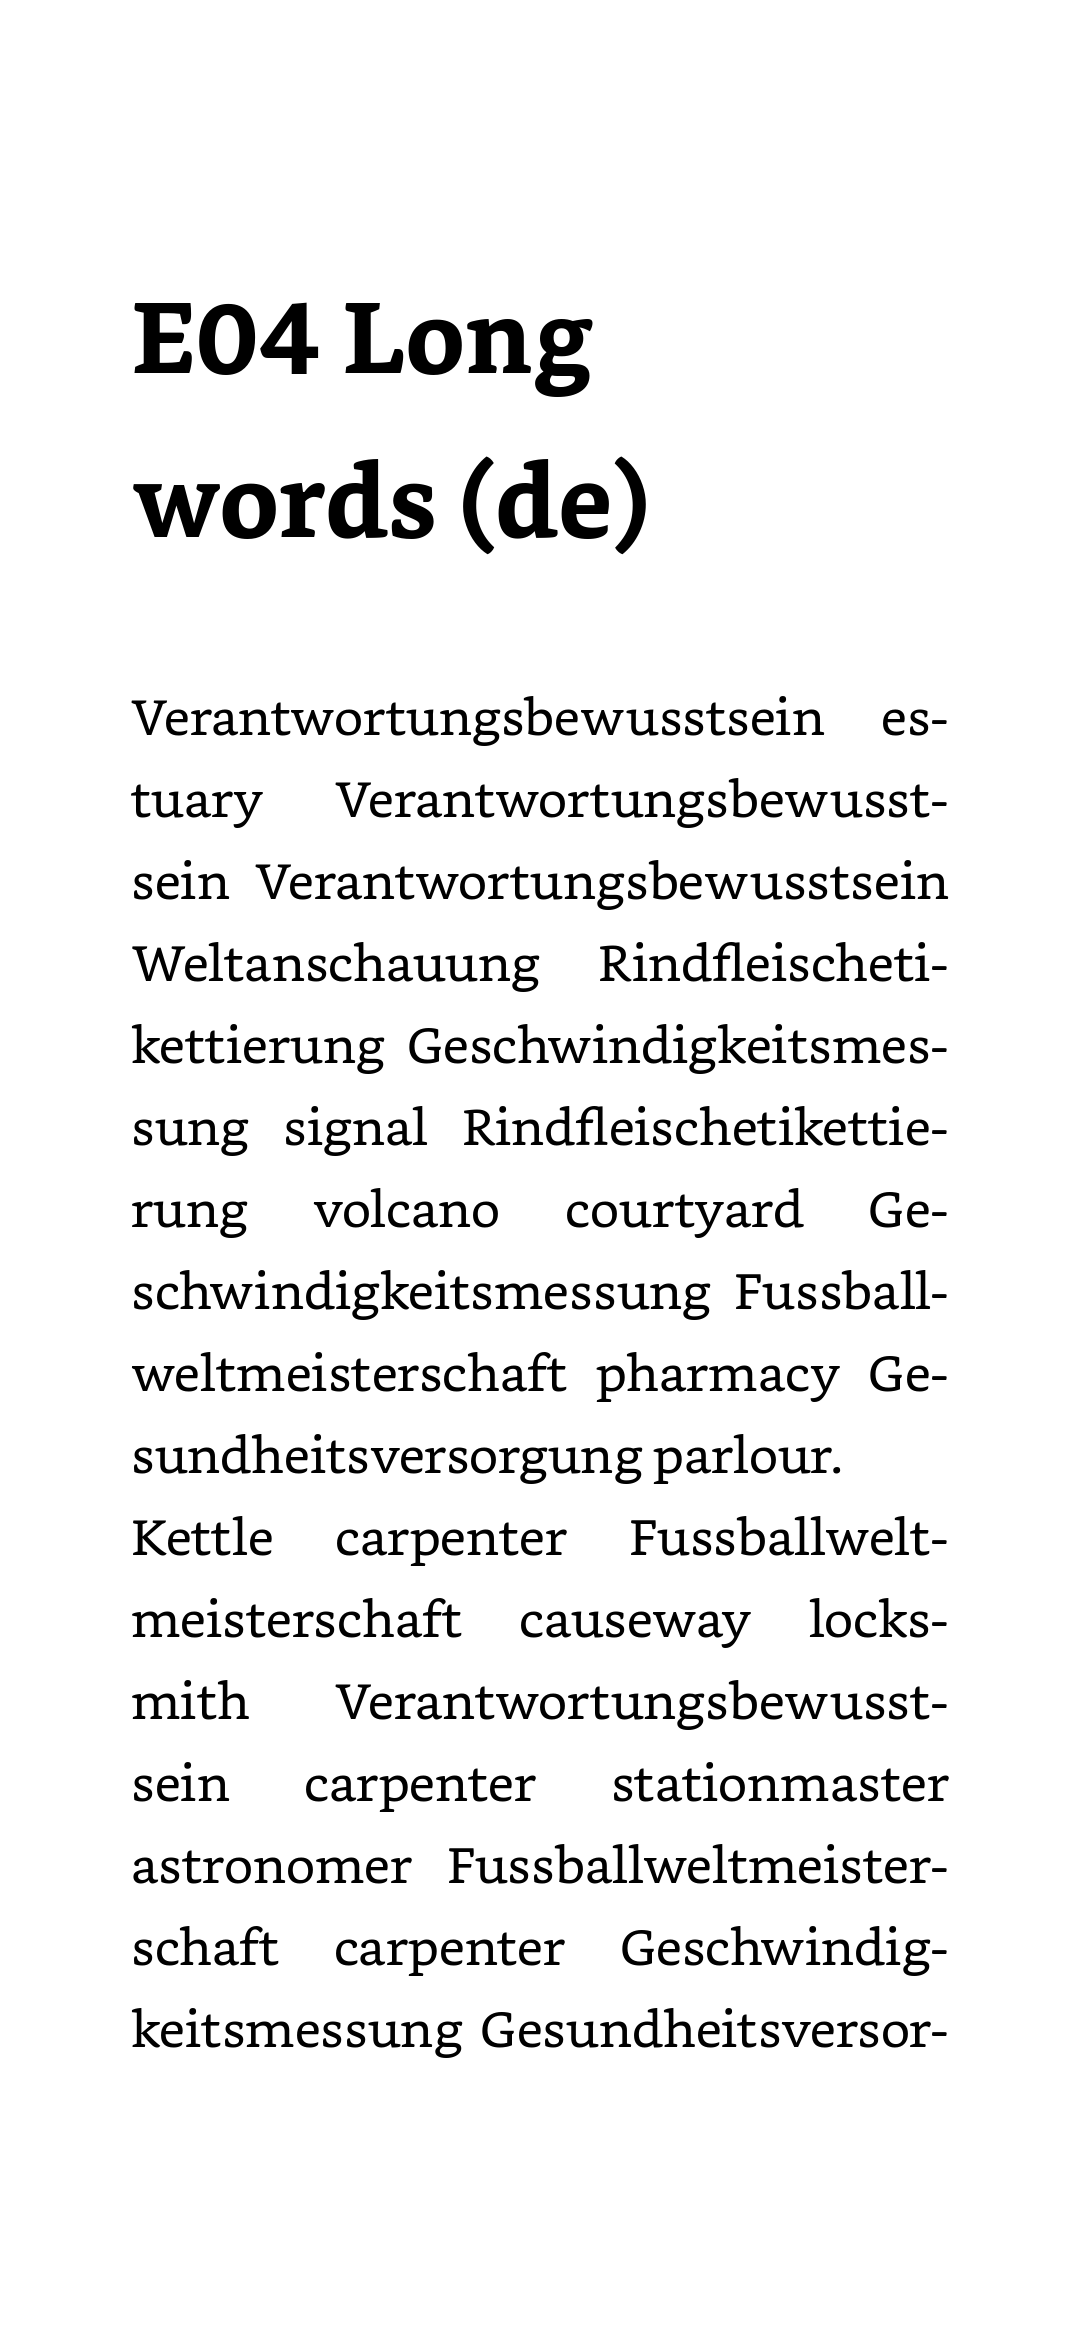 E04 Long
words (de)
Verantwortungsbewusstsein es-
tuary Verantwortungsbewusst-
sein Verantwortungsbewusstsein
Weltanschauung Rindfleischeti-
kettierung Geschwindigkeitsmes-
sung signal Rindfleischetikettie-
rung volcano courtyard Ge-
schwindigkeitsmessung Fussball-
weltmeisterschaft pharmacy Ge-
sundheitsversorgung parlour.
Kettle carpenter Fussballwelt-
meisterschaft causeway locks-
mith Verantwortungsbewusst-
sein carpenter stationmaster
astronomer Fussballweltmeister-
schaft carpenter Geschwindig-
keitsmessung Gesundheitsversor-